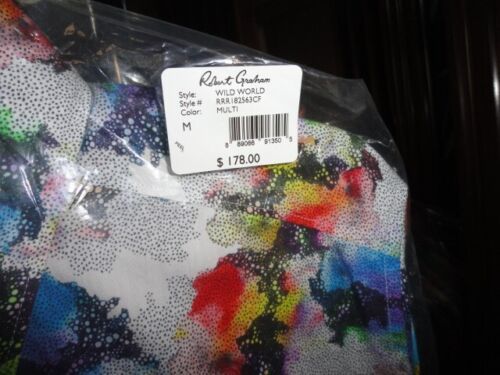 Robert Graham
Style: WILD WORLD
Style # RRR182563CF
Color: MULTI
M
8 89066 91350 5
$ 178.00